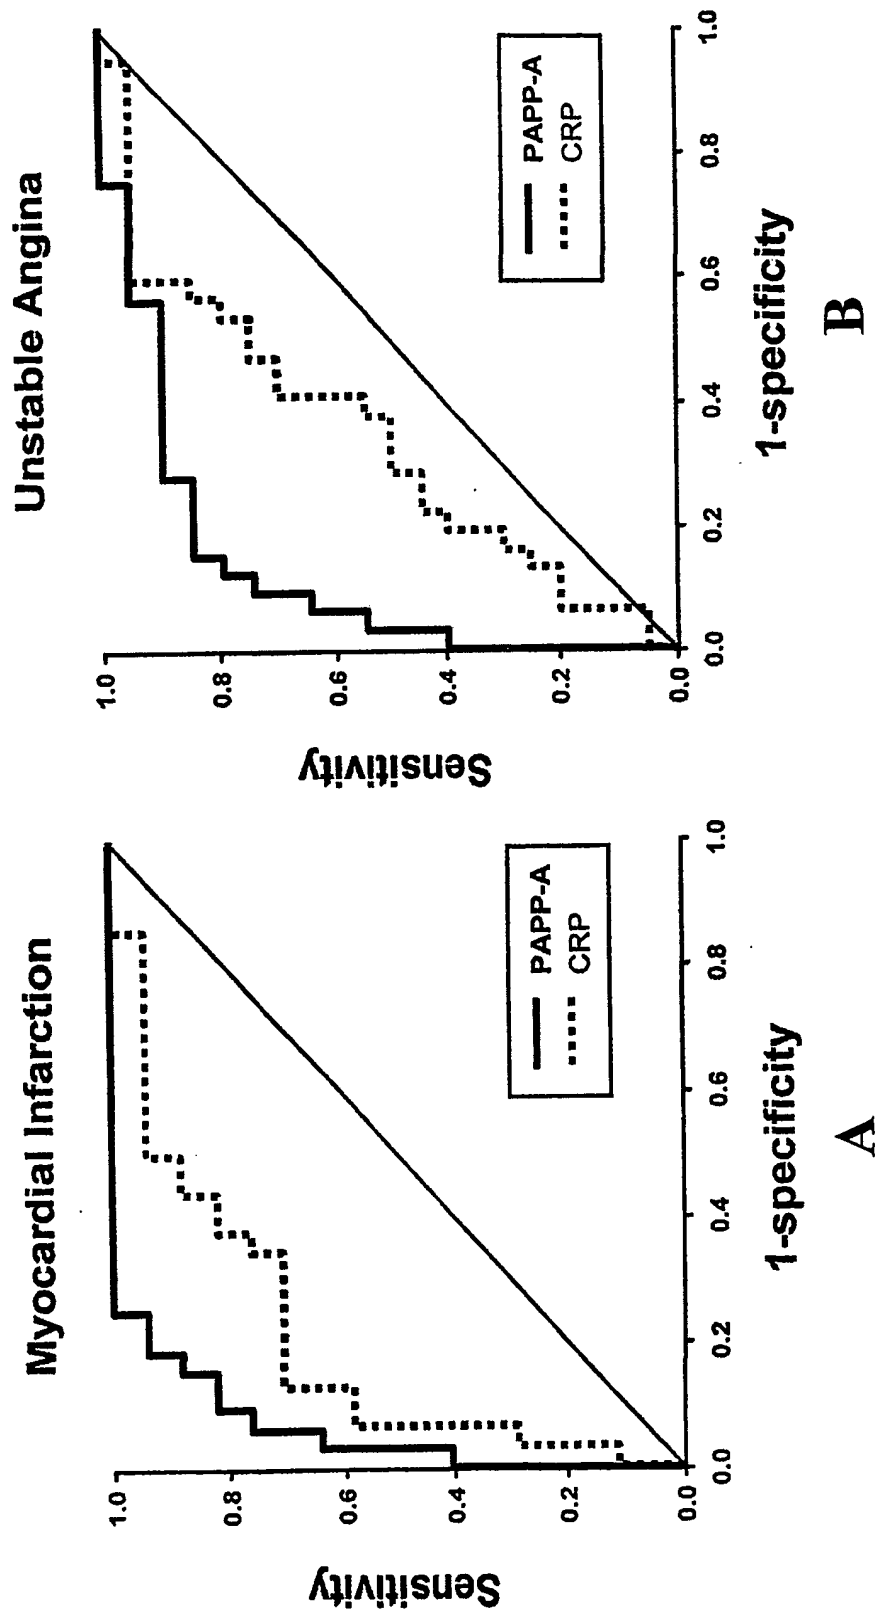 Myocardial Infarction
Sensitivity
1.0
0.8
0.6
0.4
0.2
0.0
0.0 0.2 0.4 0.6 0.8 1.0
PAPP-A
CRP
1-specificity
A
Unstable Angina
Sensitivity
1.0
0.8
0.6
0.4
0.2
0.0
0.0 0.2 0.4 0.6 0.8 1.0
PAPP-A
CRP
1-specificity
B